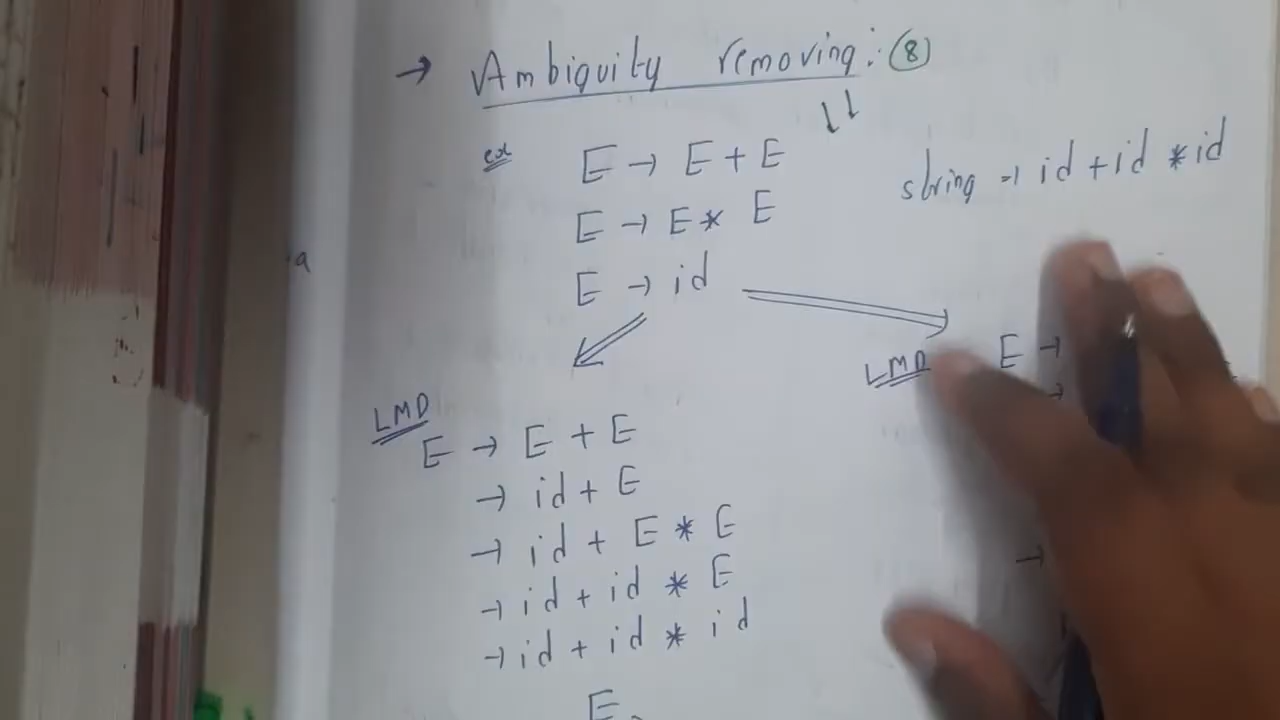 → Ambiguity removing : (8)
ex E → E + E
string → id + id * id
E → E * E
E → id
LMD
E → E + E
→ id + E
→ id + E * E
→ id + id * E
→ id + id * id
E
LMD E →
→
→
a